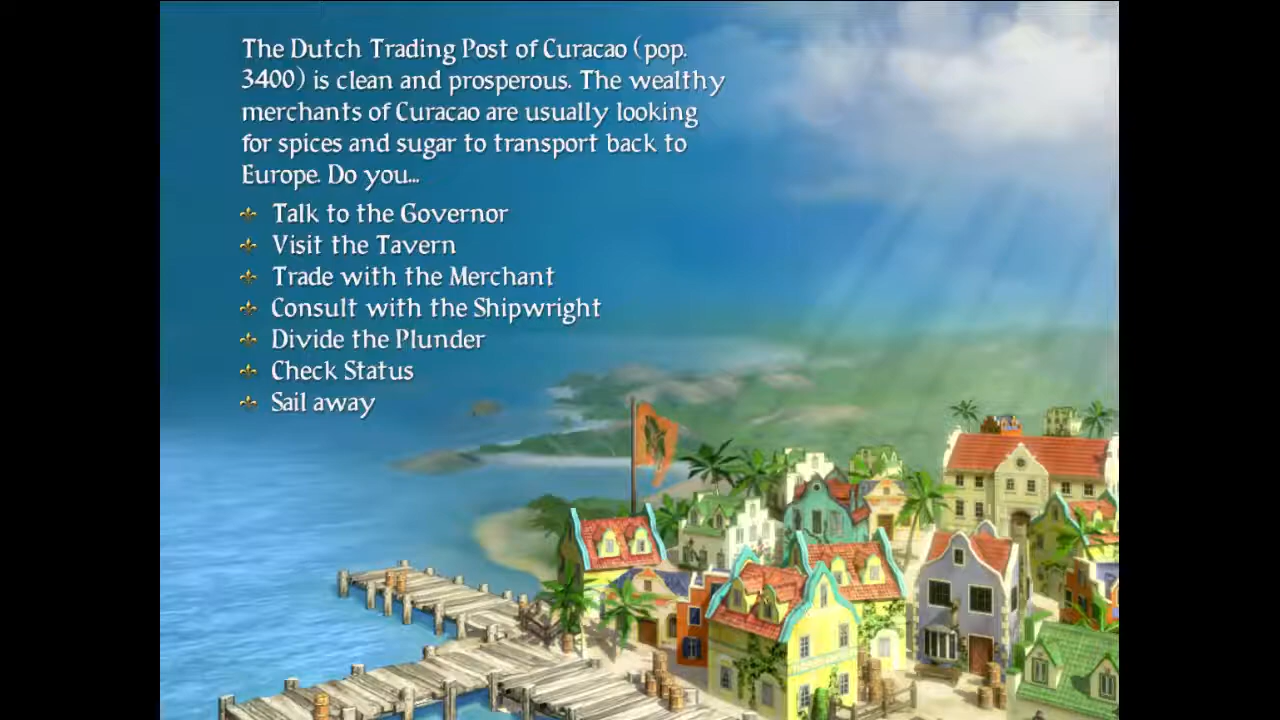 The Dutch Trading Post of Curacao (pop.
3400) is clean and prosperous. The wealthy
merchants of Curacao are usually looking
for spices and sugar to transport back to
Europe. Do you...
Talk to the Governor
Visit the Tavern
Trade with the Merchant
Consult with the Shipwright
Divide the Plunder
Check Status
Sail away